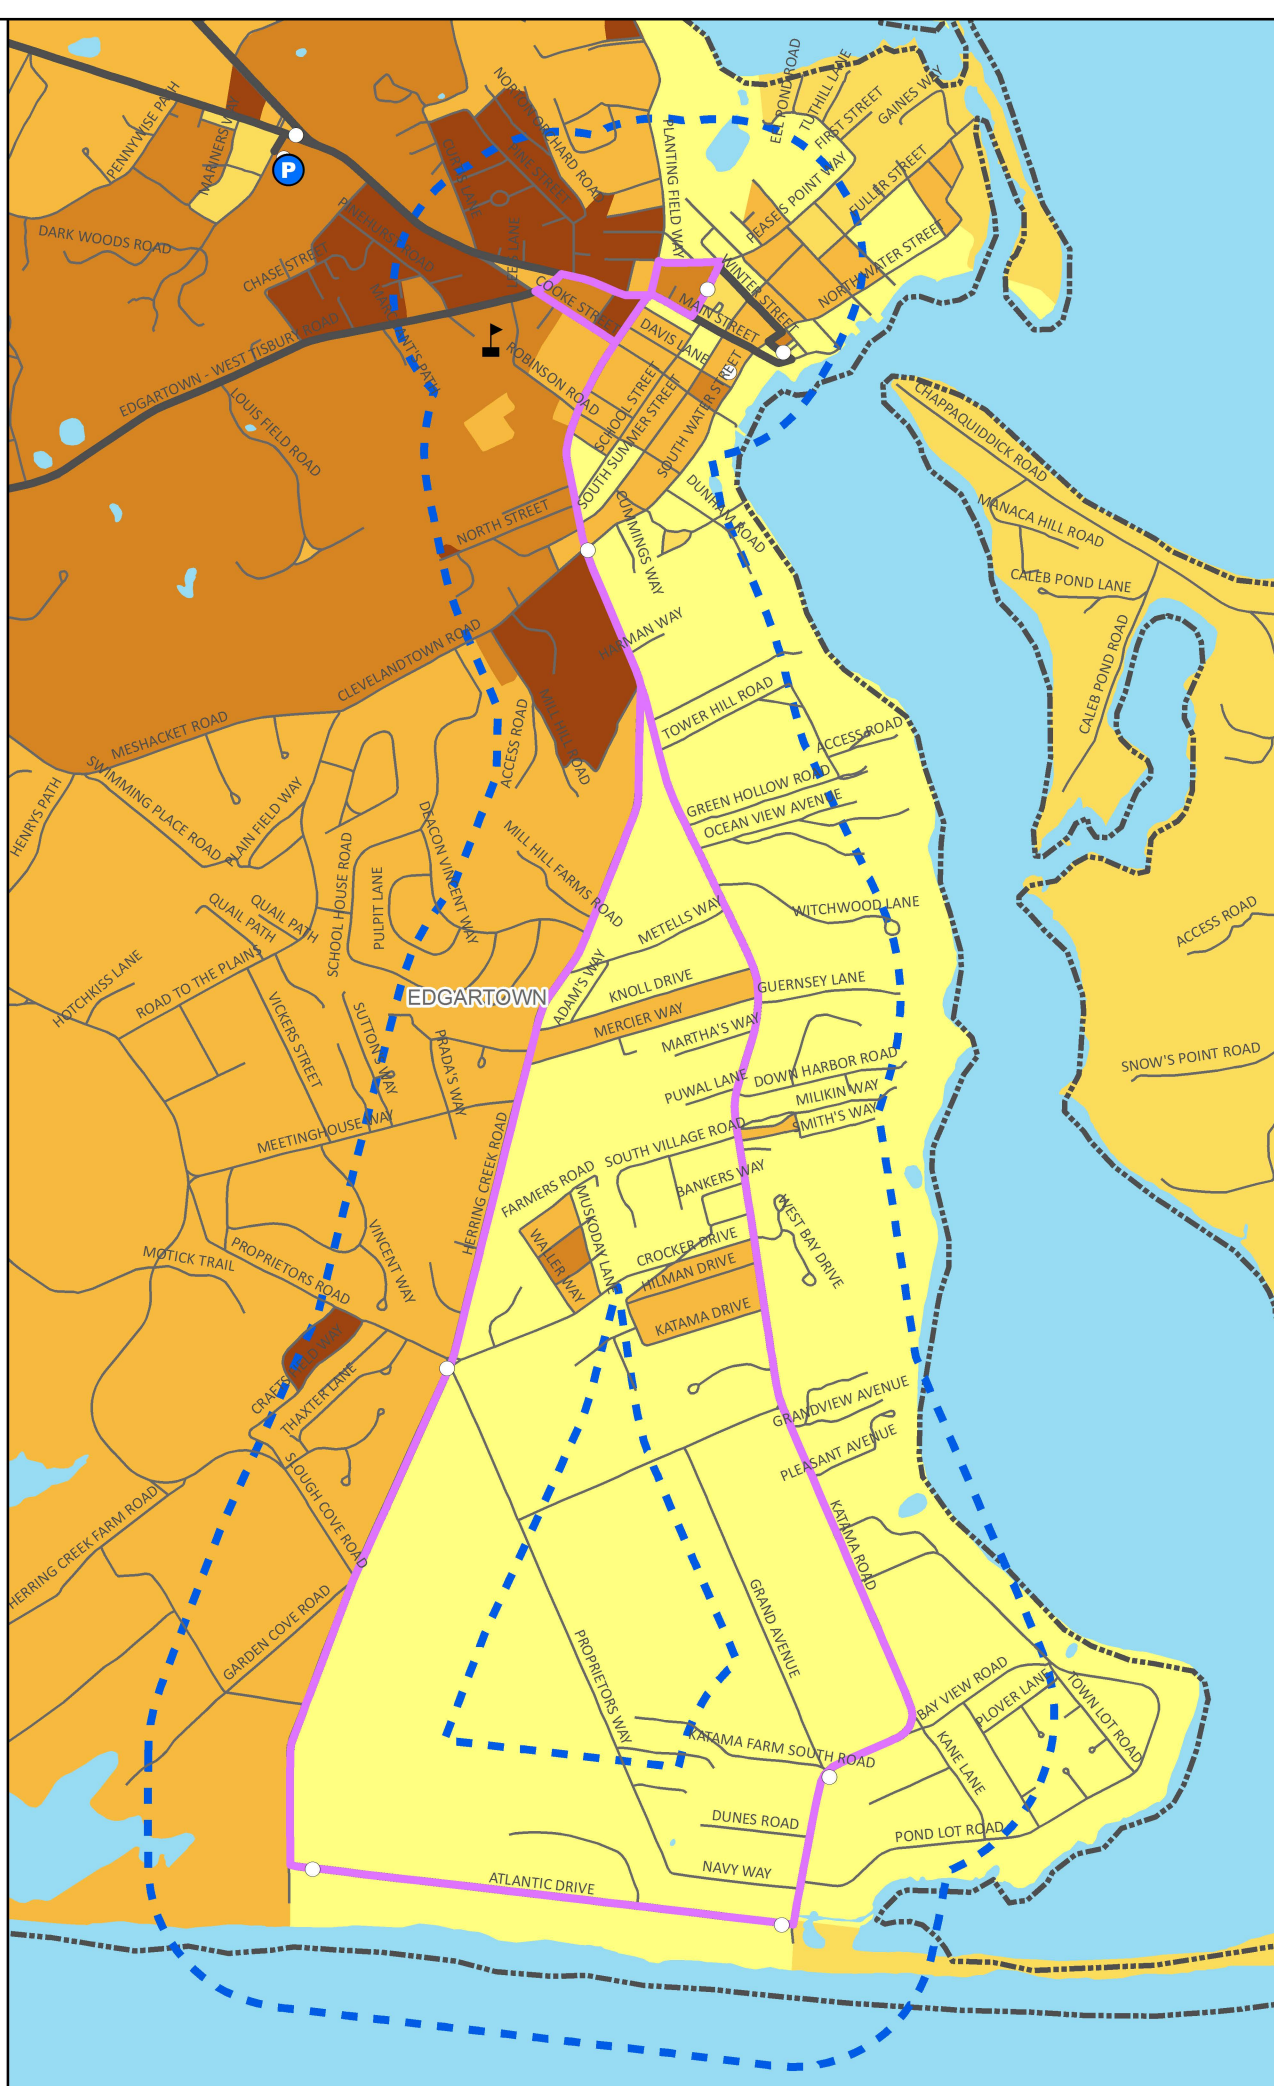 EEL POND ROAD
TUTHILL LANE
PENNYWISE PATH
MARINERS WAY
NORTON ORCHARD ROAD
FIRST STREET
GAINES WAY
PLANTING FIELD WAY
CURTIS LANE
PINE STREET
P
PEASE'S POINT WAY
FULLER STREET
DARK WOODS ROAD
PINEHURST ROAD
CHASE STREET
NORTH WATER STREET
WINTER STREET
COOKE STREET
MAIN STREET
MARCHANT'S PATH
EDGARTOWN - WEST TISBURY ROAD
DAVIS LANE
ROBINSON ROAD
SCHOOL STREET
SOUTH SUMMER STREET
SOUTH WATER STREET
LOUIS FIELD ROAD
CHAPPAQUIDDICK ROAD
DUNHAM ROAD
CUMMINGS WAY
NORTH STREET
MANACA HILL ROAD
CALEB POND LANE
CALEB POND ROAD
HARMAN WAY
CLEVELANDTOWN ROAD
TOWER HILL ROAD
MILL HILL ROAD
ACCESS ROAD
ACCESS ROAD
MESHACKET ROAD
SWIMMING PLACE ROAD
HENRYS PATH
PLAIN FIELD WAY
GREEN HOLLOW ROAD
OCEAN VIEW AVENUE
DEACON VINCENT WAY
MILL HILL FARMS ROAD
SCHOOL HOUSE ROAD
PULPIT LANE
QUAIL PATH
QUAIL PATH
METELLS WAY
WITCHWOOD LANE
ACCESS ROAD
HOTCHKISS LANE
ROAD TO THE PLAINS
ADAM'S WAY
KNOLL DRIVE
GUERNSEY LANE
EDGARTOWN
MERCIER WAY
MARTHA'S WAY
VICKERS STREET
SUTTON'S WAY
PRADA'S WAY
SNOW'S POINT ROAD
DOWN HARBOR ROAD
PUWAL LANE
MILIKIN WAY
SMITH'S WAY
MEETINGHOUSE WAY
HERRING CREEK ROAD
SOUTH VILLAGE ROAD
FARMERS ROAD
BANKERS WAY
MUSKODAY LANE
WEST BAY DRIVE
VINCENT WAY
MOTICK TRAIL
PROPRIETORS ROAD
WALLER WAY
CROCKER DRIVE
HILMAN DRIVE
KATAMA DRIVE
CRAFTS FIELD WAY
THAXTER LANE
GRANDVIEW AVENUE
PLEASANT AVENUE
SLOUGH COVE ROAD
KATAMA ROAD
HERRING CREEK FARM ROAD
GARDEN COVE ROAD
GRAND AVENUE
PROPRIETORS WAY
BAY VIEW ROAD
PLOVER LANE
TOWN LOT ROAD
KATAMA FARM SOUTH ROAD
KANE LANE
DUNES ROAD
POND LOT ROAD
NAVY WAY
ATLANTIC DRIVE